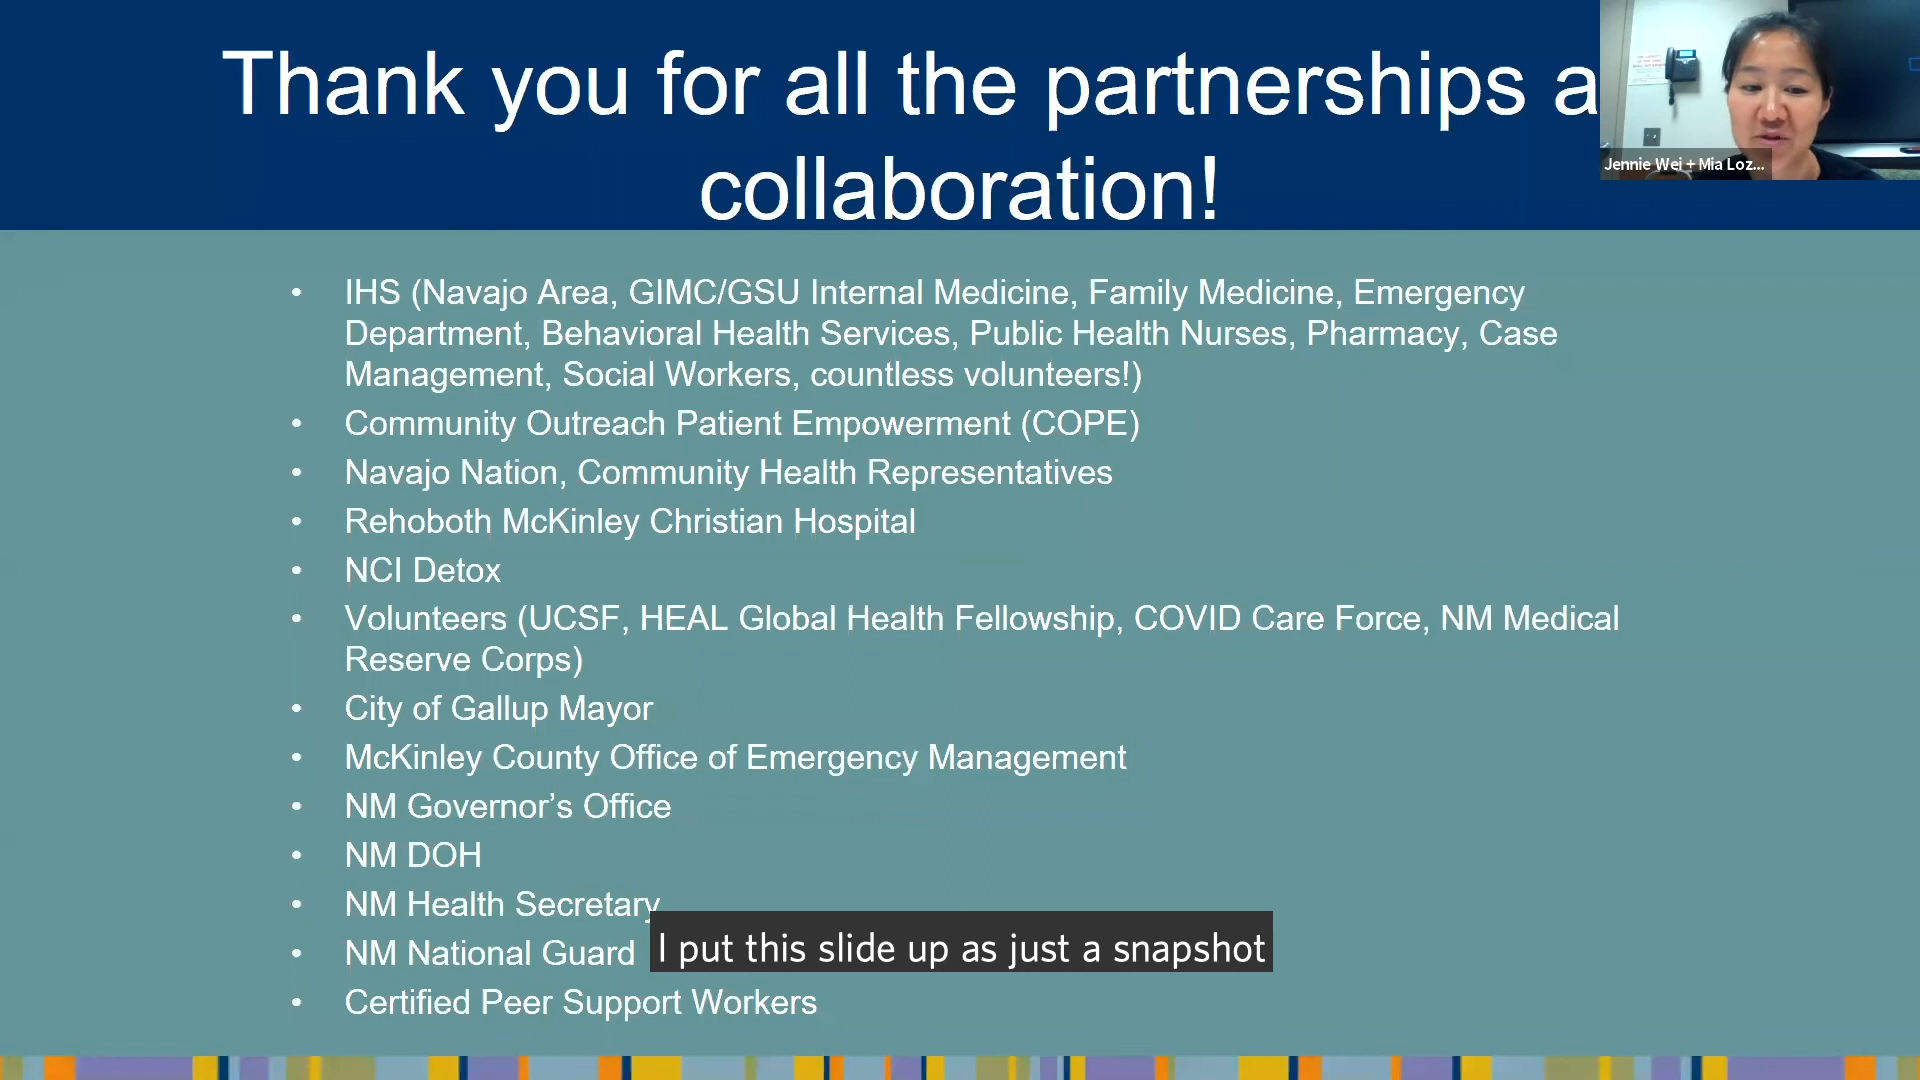 Thank you for all the partnerships a
collaboration!
Jennie Wei + Mia Loz...
• IHS (Navajo Area, GIMC/GSU Internal Medicine, Family Medicine, Emergency
Department, Behavioral Health Services, Public Health Nurses, Pharmacy, Case
Management, Social Workers, countless volunteers!)
• Community Outreach Patient Empowerment (COPE)
• Navajo Nation, Community Health Representatives
• Rehoboth McKinley Christian Hospital
• NCI Detox
• Volunteers (UCSF, HEAL Global Health Fellowship, COVID Care Force, NM Medical
Reserve Corps)
• City of Gallup Mayor
• McKinley County Office of Emergency Management
• NM Governor’s Office
• NM DOH
• NM Health Secretary
• NM National Guard
I put this slide up as just a snapshot
• Certified Peer Support Workers